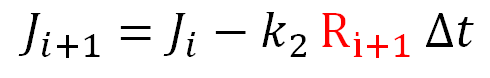 J_{i+1} = J_i − k_2 R_{i+1} Δt